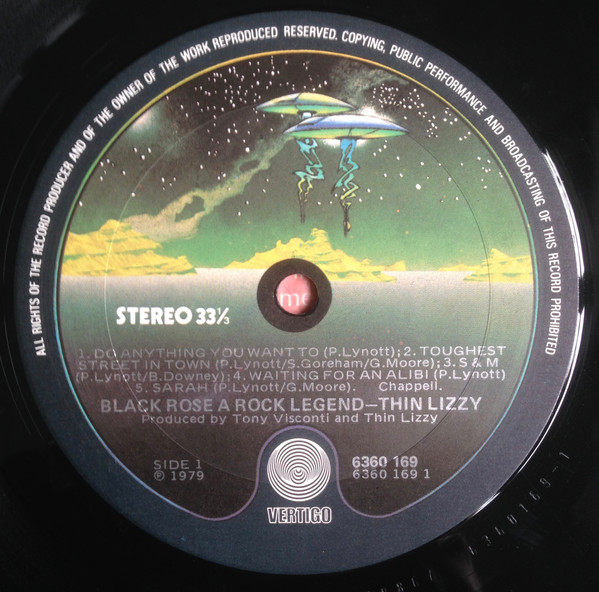 ALL RIGHTS OF THE RECORD PRODUCER AND OF THE OWNER OF THE WORK REPRODUCED RESERVED. COPYING, PUBLIC PERFORMANCE AND BROADCASTING OF THIS RECORD PROHIBITED
STEREO 33⅓
1. DO ANYTHING YOU WANT TO (P.Lynott); 2. TOUGHEST
STREET IN TOWN (P.Lynott/S.Goreham/G.Moore); 3. S & M
(P.Lynott/B.Downey); 4. WAITING FOR AN ALIBI (P.Lynott)
5. SARAH (P.Lynott/G.Moore). Chappell.
BLACK ROSE A ROCK LEGEND—THIN LIZZY
Produced by Tony Visconti and Thin Lizzy
SIDE 1
℗ 1979
6360 169
6360 169 1
VERTIGO